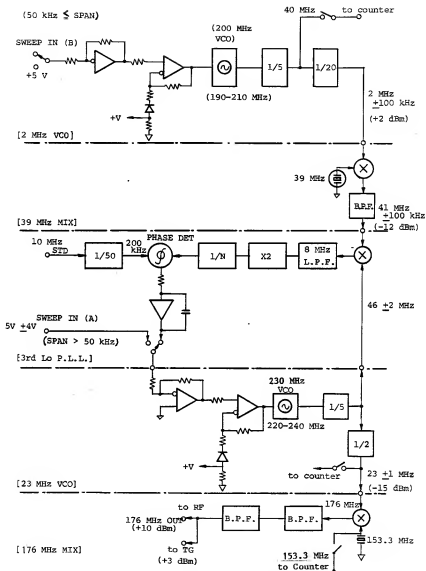 (50 kHz ≦ SPAN)
40 MHz
to counter
SWEEP IN (B)
+5 V
(200 MHz
VCO)
1/5
1/20
(190-210 MHz)
+V
2 MHz
±100 kHz
(+2 dBm)
[2 MHz VCO]
39 MHz
B.P.F.
41 MHz
±100 kHz
(-12 dBm)
[39 MHz MIX]
10 MHz
STD
1/50
200
kHz
PHASE DET
ϕ
1/N
X2
8 MHz
L.P.F.
46 ±2 MHz
SWEEP IN (A)
5V ±4V
(SPAN > 50 kHz)
[3rd Lo P.L.L.]
230 MHz
VCO
1/5
220-240 MHz
1/2
+V
to counter
23 ±1 MHz
(-15 dBm)
[23 MHz VCO]
to RF
176 MHz OUT
(+10 dBm)
B.P.F.
B.P.F.
176 MHz
to TG
(+3 dBm)
153.3 MHz
153.3 MHz
to Counter
[176 MHz MIX]